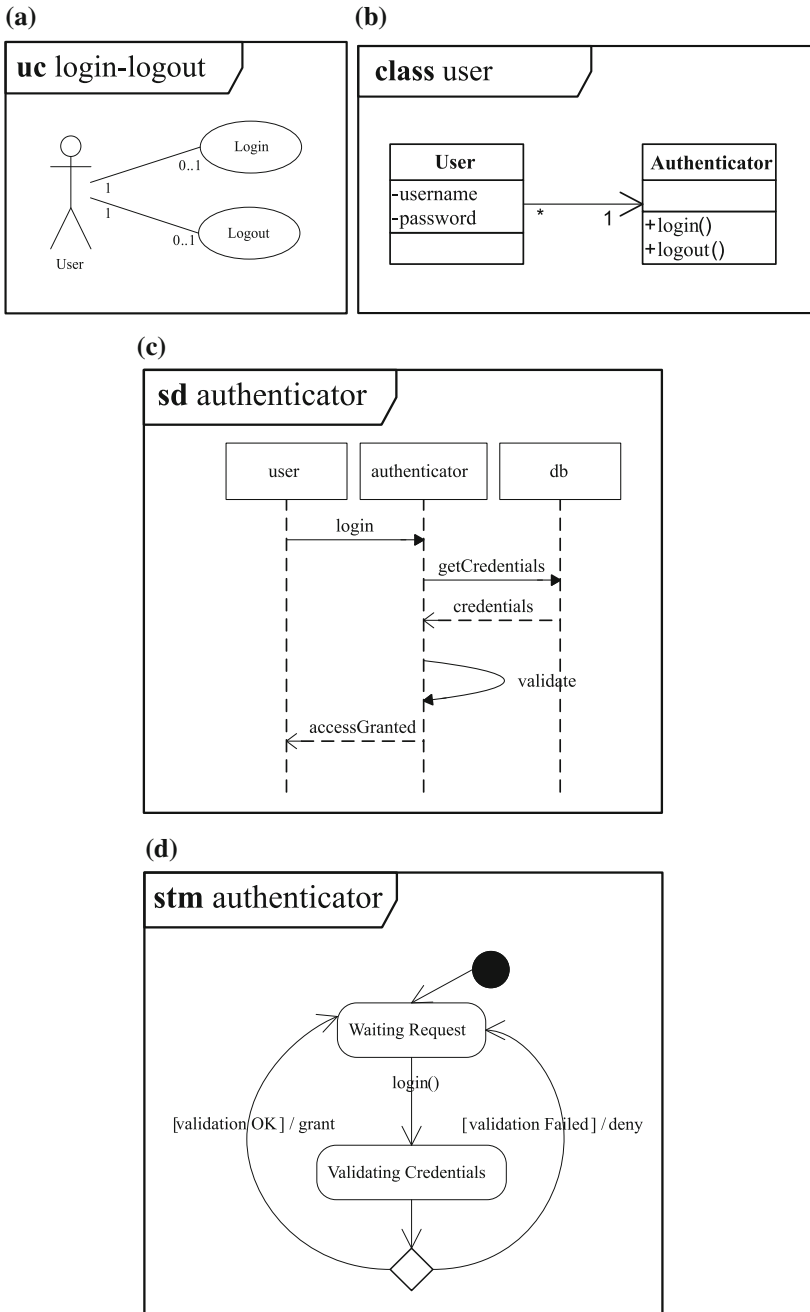 (a)
uc login-logout
Login
0..1
1
1
0..1
Logout
User
(b)
class user
User
-username
-password
*
1
Authenticator
+login()
+logout()
(c)
sd authenticator
user
authenticator
db
login
getCredentials
credentials
validate
accessGranted
(d)
stm authenticator
Waiting Request
login()
[validation OK] / grant
[validation Failed] / deny
Validating Credentials